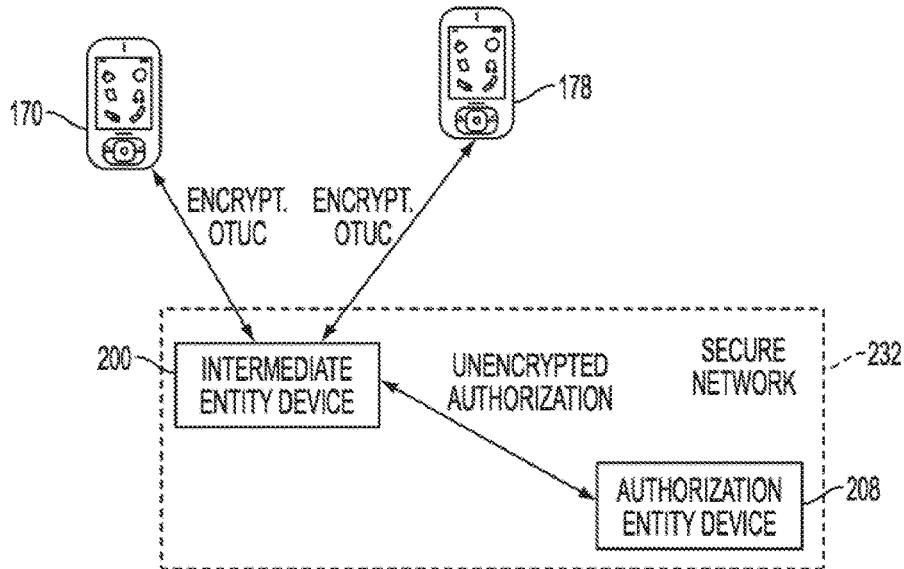 170
178
ENCRYPT. OTUC
ENCRYPT. OTUC
200
INTERMEDIATE
ENTITY DEVICE
UNENCRYPTED
AUTHORIZATION
SECURE
NETWORK
232
AUTHORIZATION
ENTITY DEVICE
208